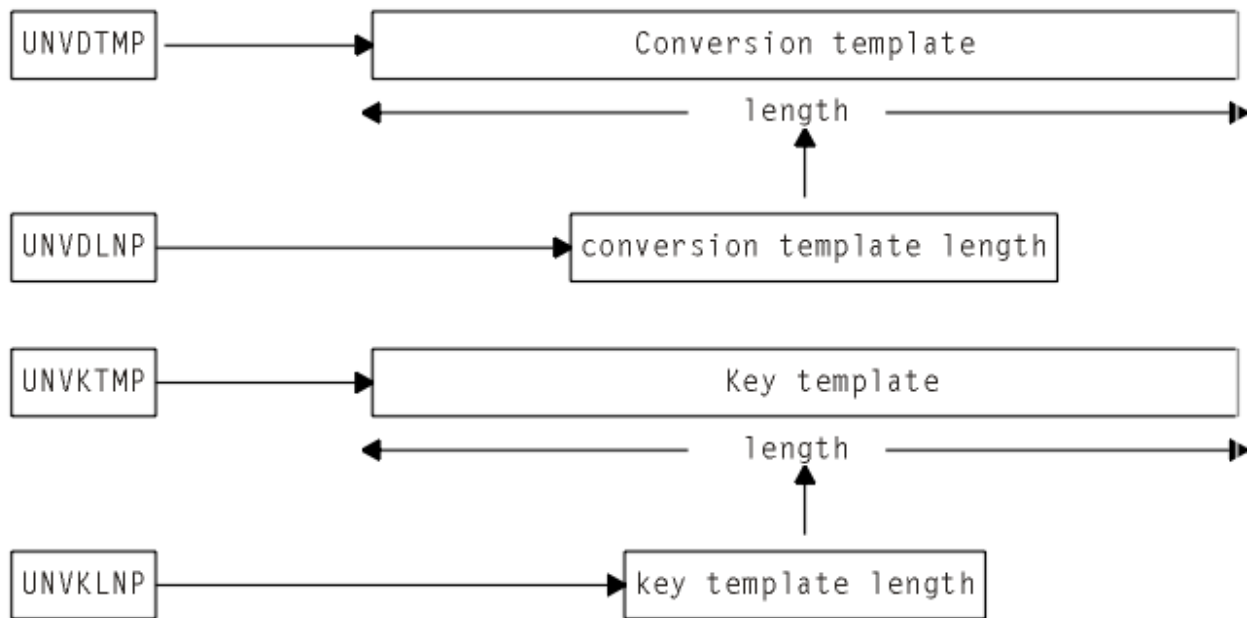 UNVDTMP Conversion template
length
UNVDLNP conversion template length
UNVKTMP Key template
length
UNVKLNP key template length